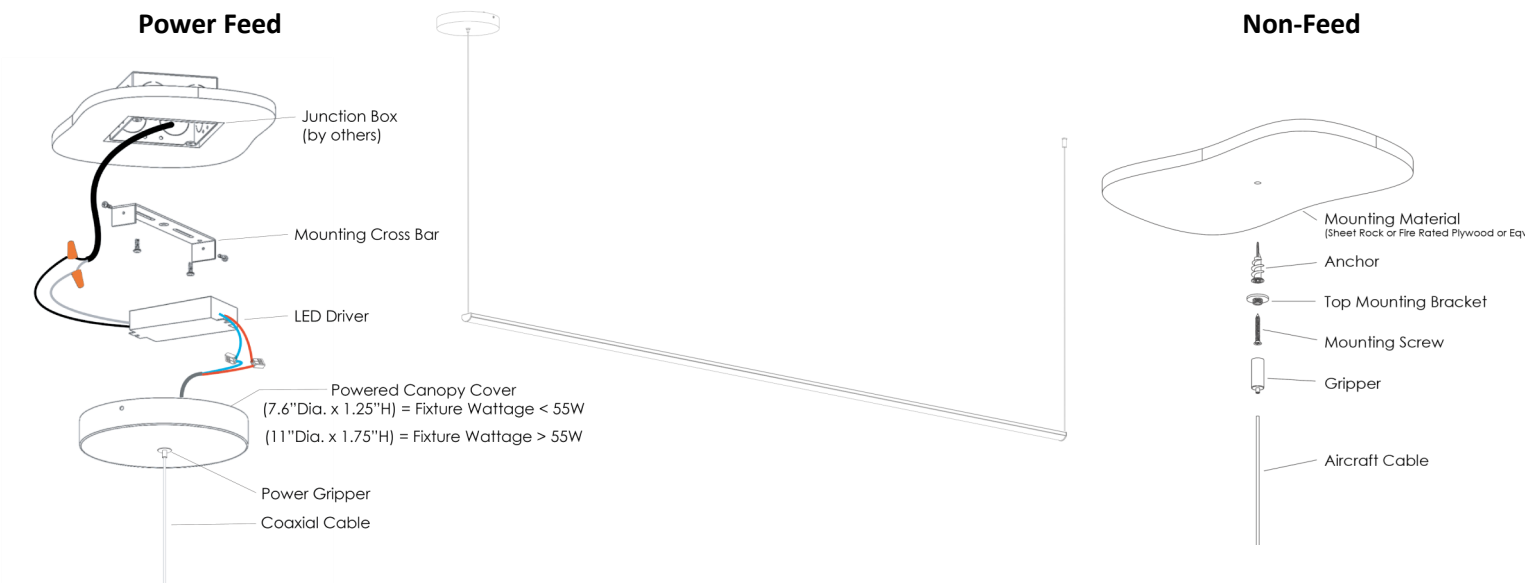 Power Feed
Junction Box
(by others)
Mounting Cross Bar
LED Driver
Powered Canopy Cover
(7.6”Dia. x 1.25”H) = Fixture Wattage < 55W
(11”Dia. x 1.75”H) = Fixture Wattage > 55W
Power Gripper
Coaxial Cable
Non-Feed
Mounting Material
(Sheet Rock or Fire Rated Plywood or Eqv
Anchor
Top Mounting Bracket
Mounting Screw
Gripper
Aircraft Cable